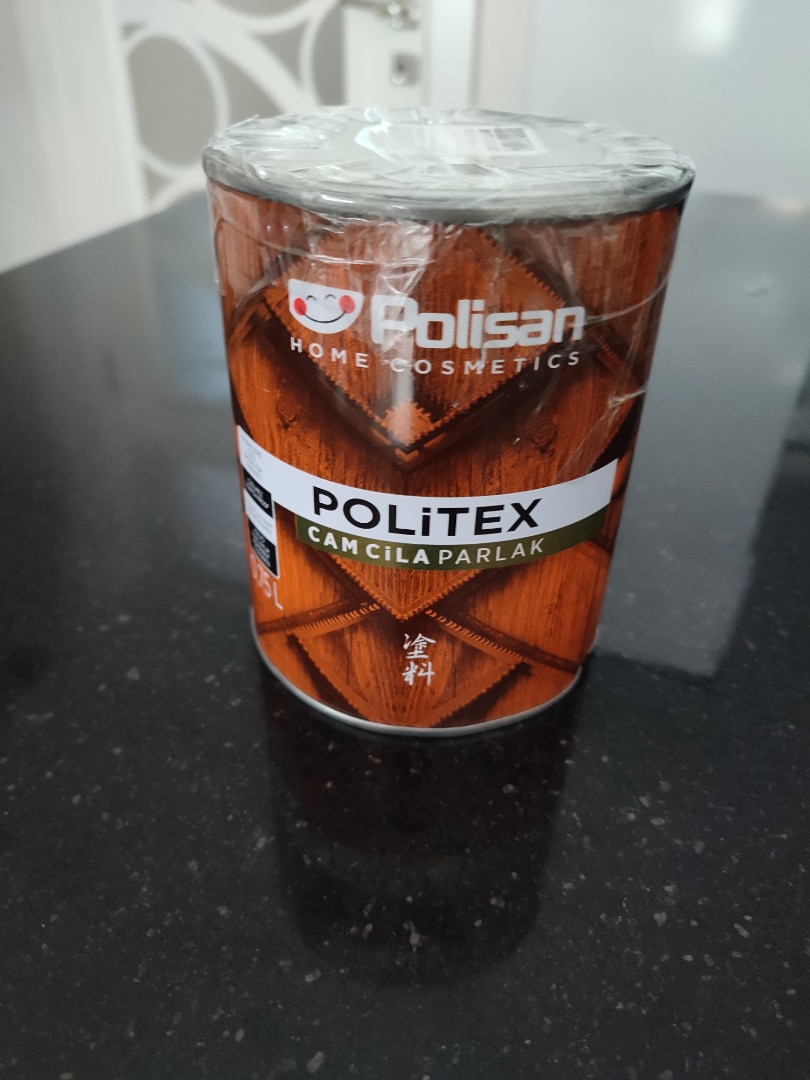 Polisan
HOME COSMETICS
POLiTEX
CAM CiLA PARLAK
塗
料